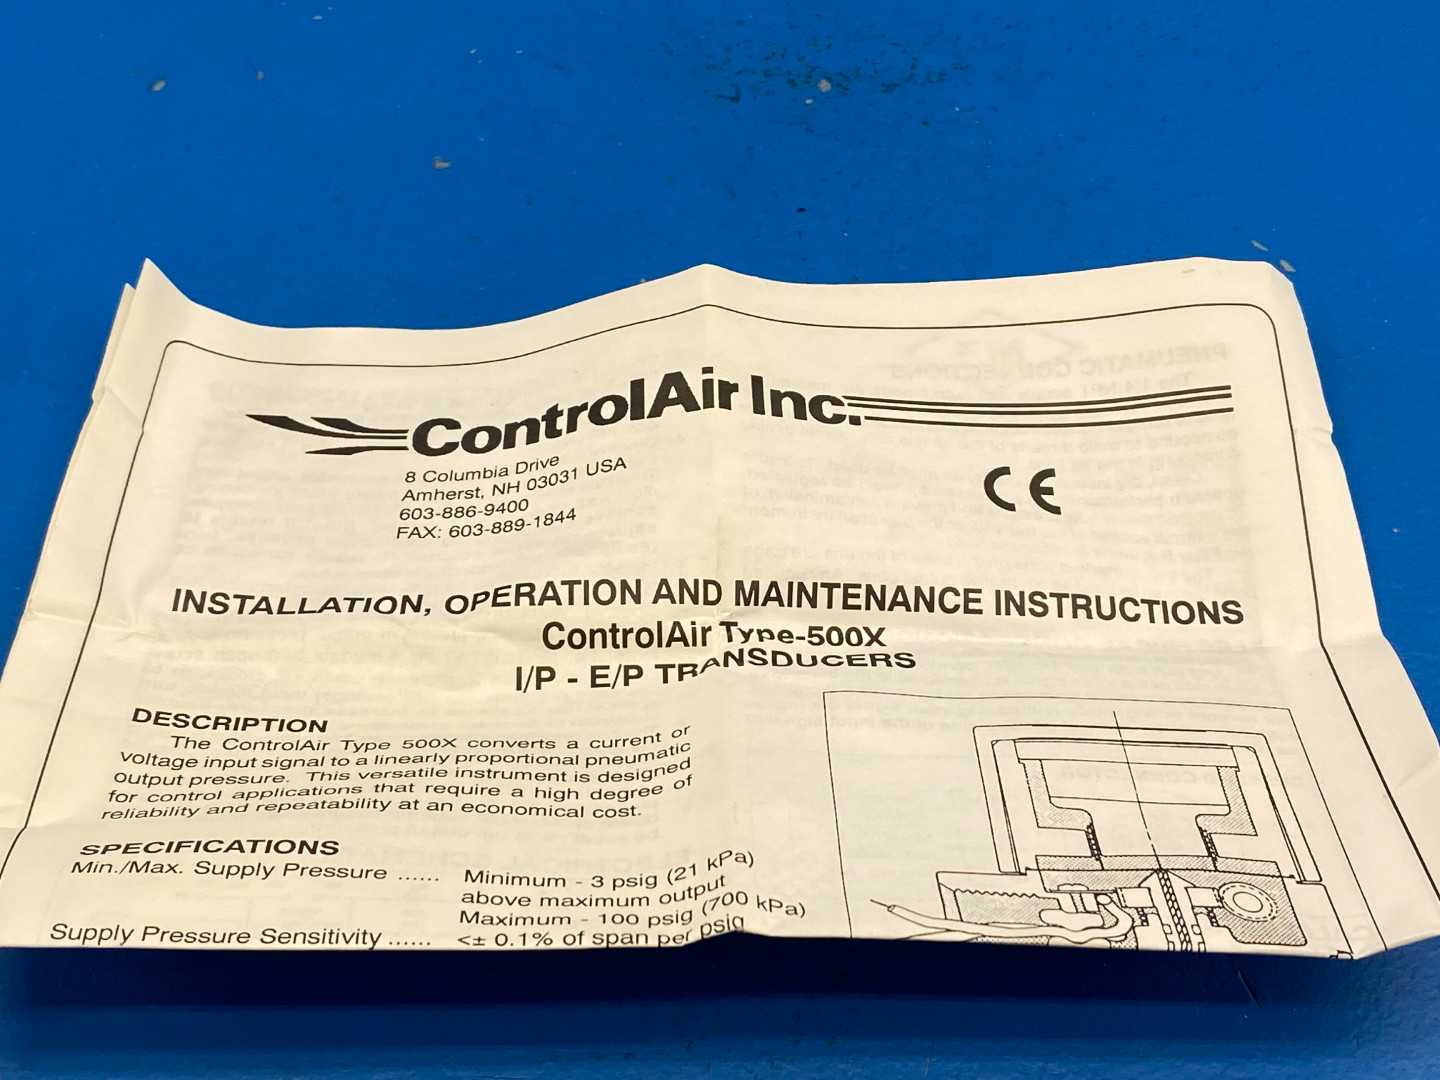 ControlAir Inc.
8 Columbia Drive
Amherst, NH 03031 USA
603-886-9400
FAX: 603-889-1844
CE
INSTALLATION, OPERATION AND MAINTENANCE INSTRUCTIONS
ControlAir Type-500X
I/P - E/P TRANSDUCERS
DESCRIPTION
The ControlAir Type 500X converts a current or
voltage input signal to a linearly proportional pneumatic
output pressure. This versatile instrument is designed
for control applications that require a high degree of
reliability and repeatability at an economical cost.
SPECIFICATIONS
Min./Max. Supply Pressure ...... Minimum - 3 psig (21 kPa)
above maximum output
Maximum - 100 psig (700 kPa)
Supply Pressure Sensitivity ...... <± 0.1% of span per psig